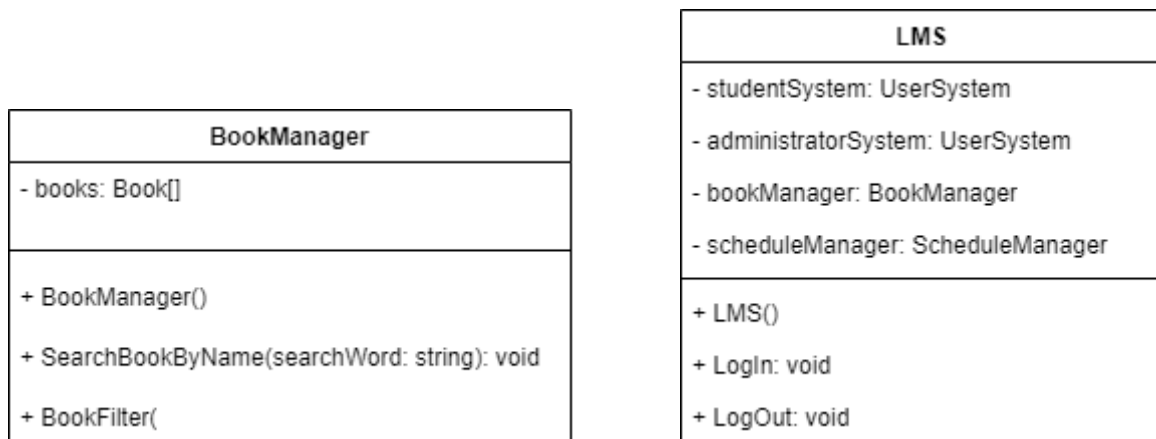 BookManager
- books: Book[]
+ BookManager()
+ SearchBookByName(searchWord: string): void
+ BookFilter(
LMS
- studentSystem: UserSystem
- administratorSystem: UserSystem
- bookManager: BookManager
- scheduleManager: ScheduleManager
+ LMS()
+ LogIn: void
+ LogOut: void